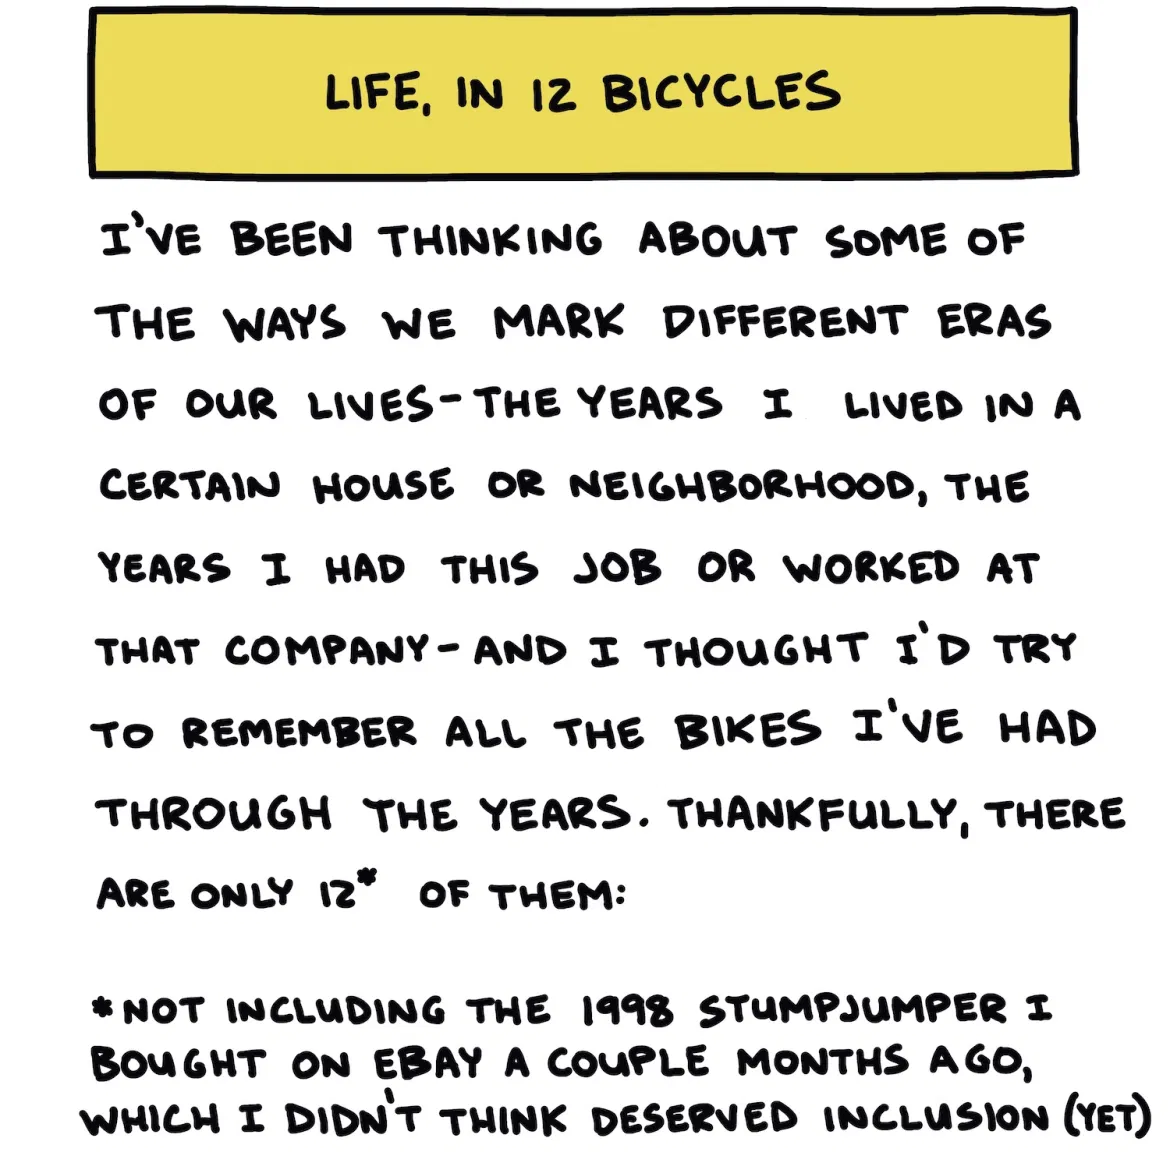 LIFE, IN 12 BICYCLES
I'VE BEEN THINKING ABOUT SOME OF
THE WAYS WE MARK DIFFERENT ERAS
OF OUR LIVES-THE YEARS I LIVED IN A
CERTAIN HOUSE OR NEIGHBORHOOD, THE
YEARS I HAD THIS JOB OR WORKED AT
THAT COMPANY-AND I THOUGHT I'D TRY
TO REMEMBER ALL THE BIKES I'VE HAD
THROUGH THE YEARS. THANKFULLY, THERE
ARE ONLY 12* OF THEM:
*NOT INCLUDING THE 1998 STUMPJUMPER I
BOUGHT ON EBAY A COUPLE MONTHS AGO,
WHICH I DIDN'T THINK DESERVED INCLUSION (YET)